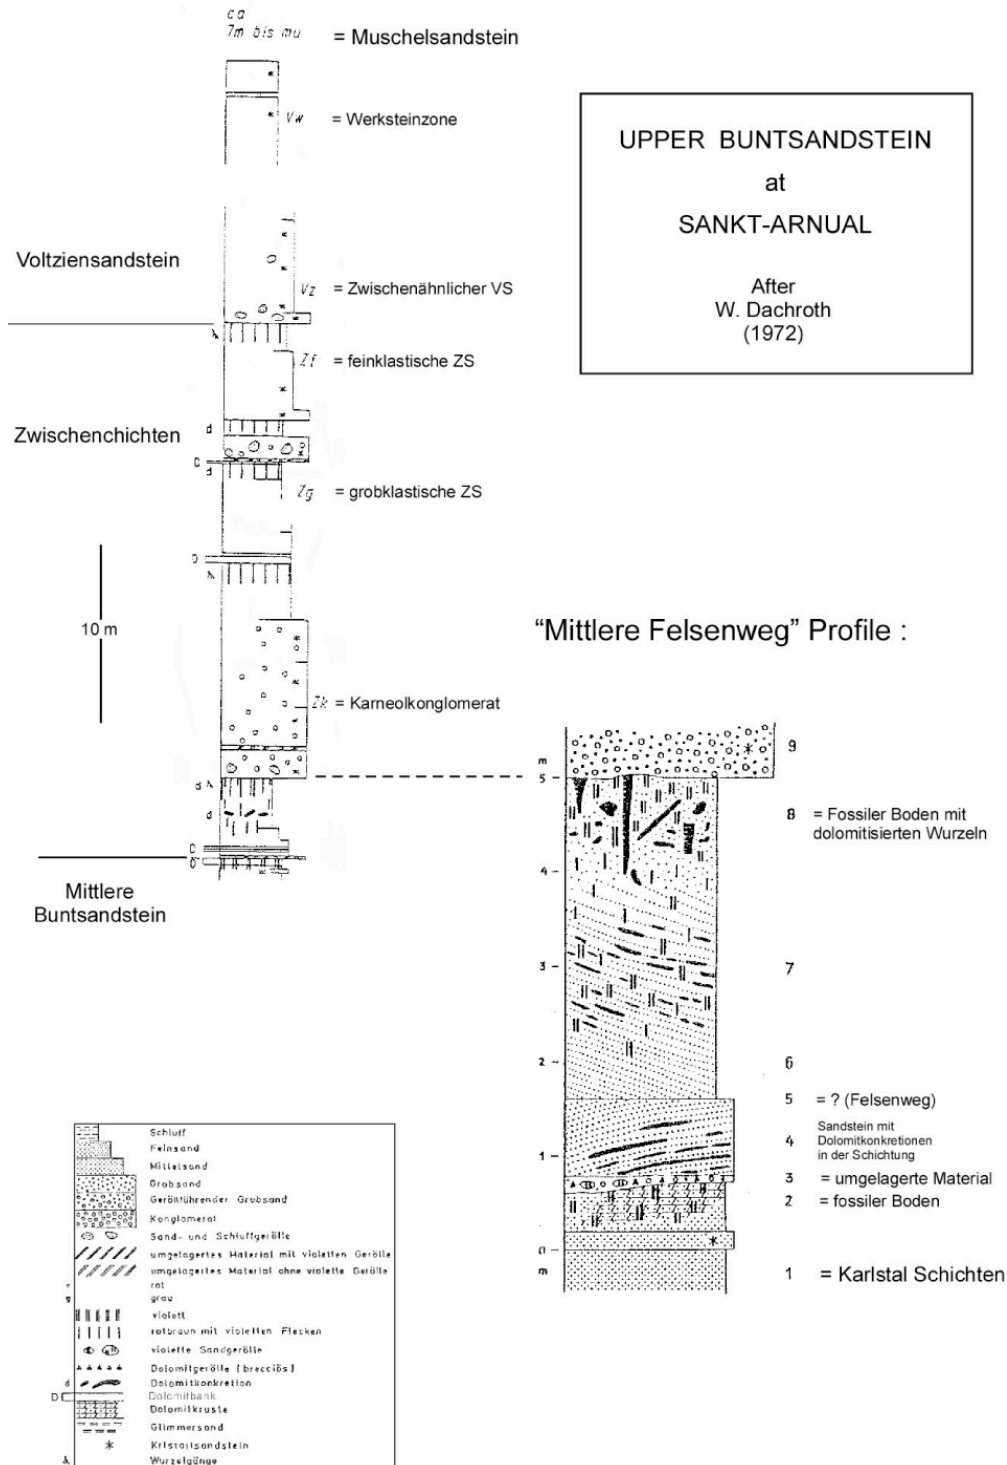 ca
7m bis mu = Muschelsandstein
Vw = Werksteinzone
UPPER BUNTSANDSTEIN
at
SANKT-ARNUAL
After
W. Dachroth
(1972)
Voltziensandstein
Vz = Zwischenähnlicher VS
Zf = feinklastische ZS
d
Zwischenchichten
D
d
Zg = grobklastische ZS
D
10 m
"Mittlere Felsenweg" Profile :
Zk = Karneolkonglomerat
m
9
5
d
8 = Fossiler Boden mit
dolomitisierten Wurzeln
d
4
Mittlere
Buntsandstein
3
7
2
6
5 = ? (Felsenweg)
4 Sandstein mit
Dolomitkonkretionen
in der Schichtung
1
3 = umgelagerte Material
2 = fossiler Boden
0
m
1 = Karlstal Schichten
Schluff
Feinsand
Mittelsand
Grobsand
Geröllführender Grobsand
Konglomerat
Sand- und Schluffgerölle
umgelagertes Material mit violetten Gerölle
umgelagertes Material ohne violette Gerölle
r rot
g grau
violett
rotbraun mit violetten Flecken
violette Sandgerölle
Dolomitgerölle (brecciös)
d Dolomitkonkretion
D Dolomitbank
Dolomitkruste
Glimmersand
Kristallsandstein
Wurzelgänge